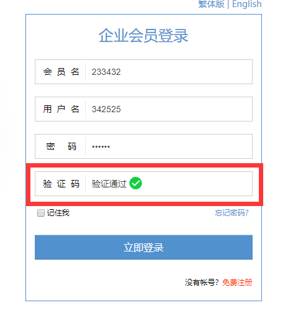 繁体版 | English
企业会员登录
会 员 名 233432
用 户 名 342525
密 码 ••••••
验 证 码 验证通过
记住我 忘记密码?
立即登录
没有帐号? 免费注册